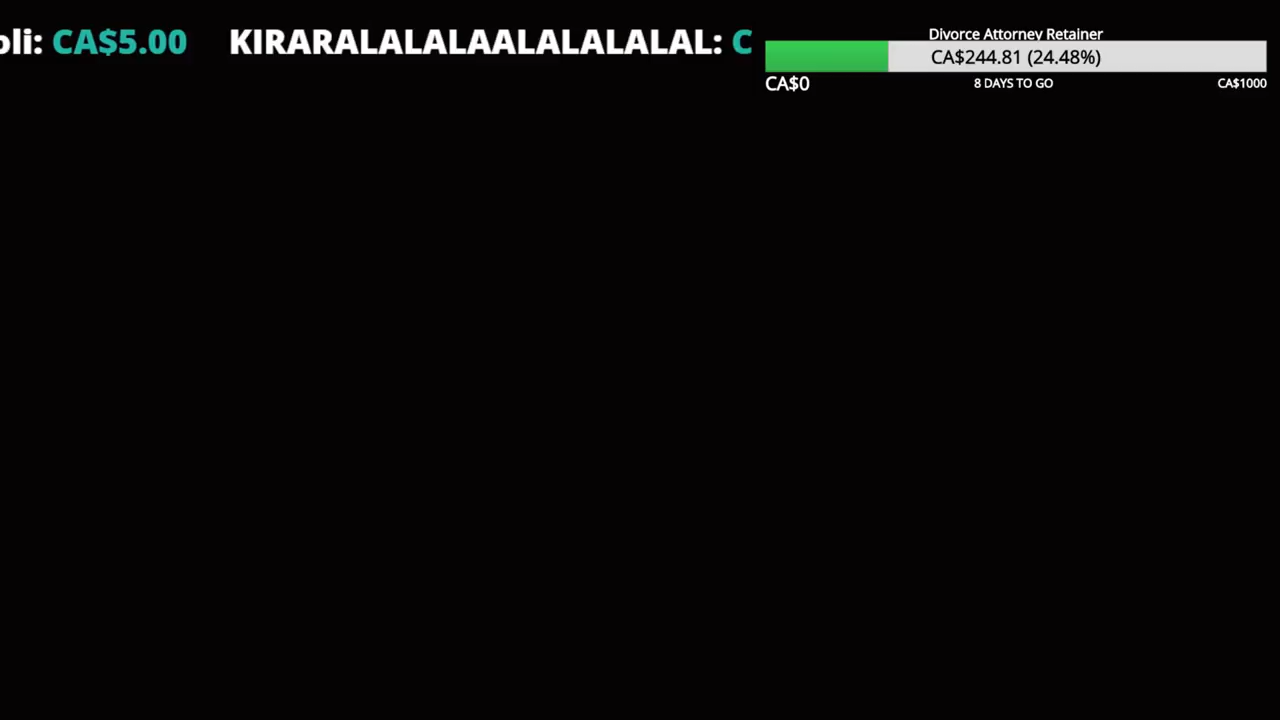 oli: CA$5.00 KIRARALALALAALALALALAL: C
Divorce Attorney Retainer
CA$244.81 (24.48%)
CA$0 8 DAYS TO GO CA$1000